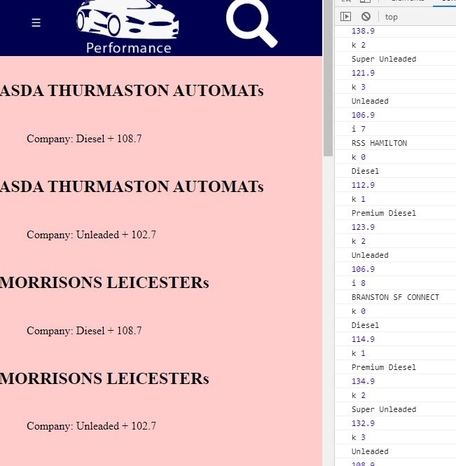 Performance
ASDA THURMASTON AUTOMATs
Company: Diesel + 108.7
ASDA THURMASTON AUTOMATs
Company: Unleaded + 102.7
MORRISONS LEICESTERs
Company: Diesel + 108.7
MORRISONS LEICESTERs
Company: Unleaded + 102.7
top
138.9
k 2
Super Unleaded
121.9
k 3
Unleaded
106.9
i 7
RSS HAMILTON
k 0
Diesel
112.9
k 1
Premium Diesel
123.9
k 2
Unleaded
106.9
i 8
BRANSTON SF CONNECT
k 0
Diesel
114.9
k 1
Premium Diesel
134.9
k 2
Super Unleaded
132.9
k 3
Unleaded
108.9